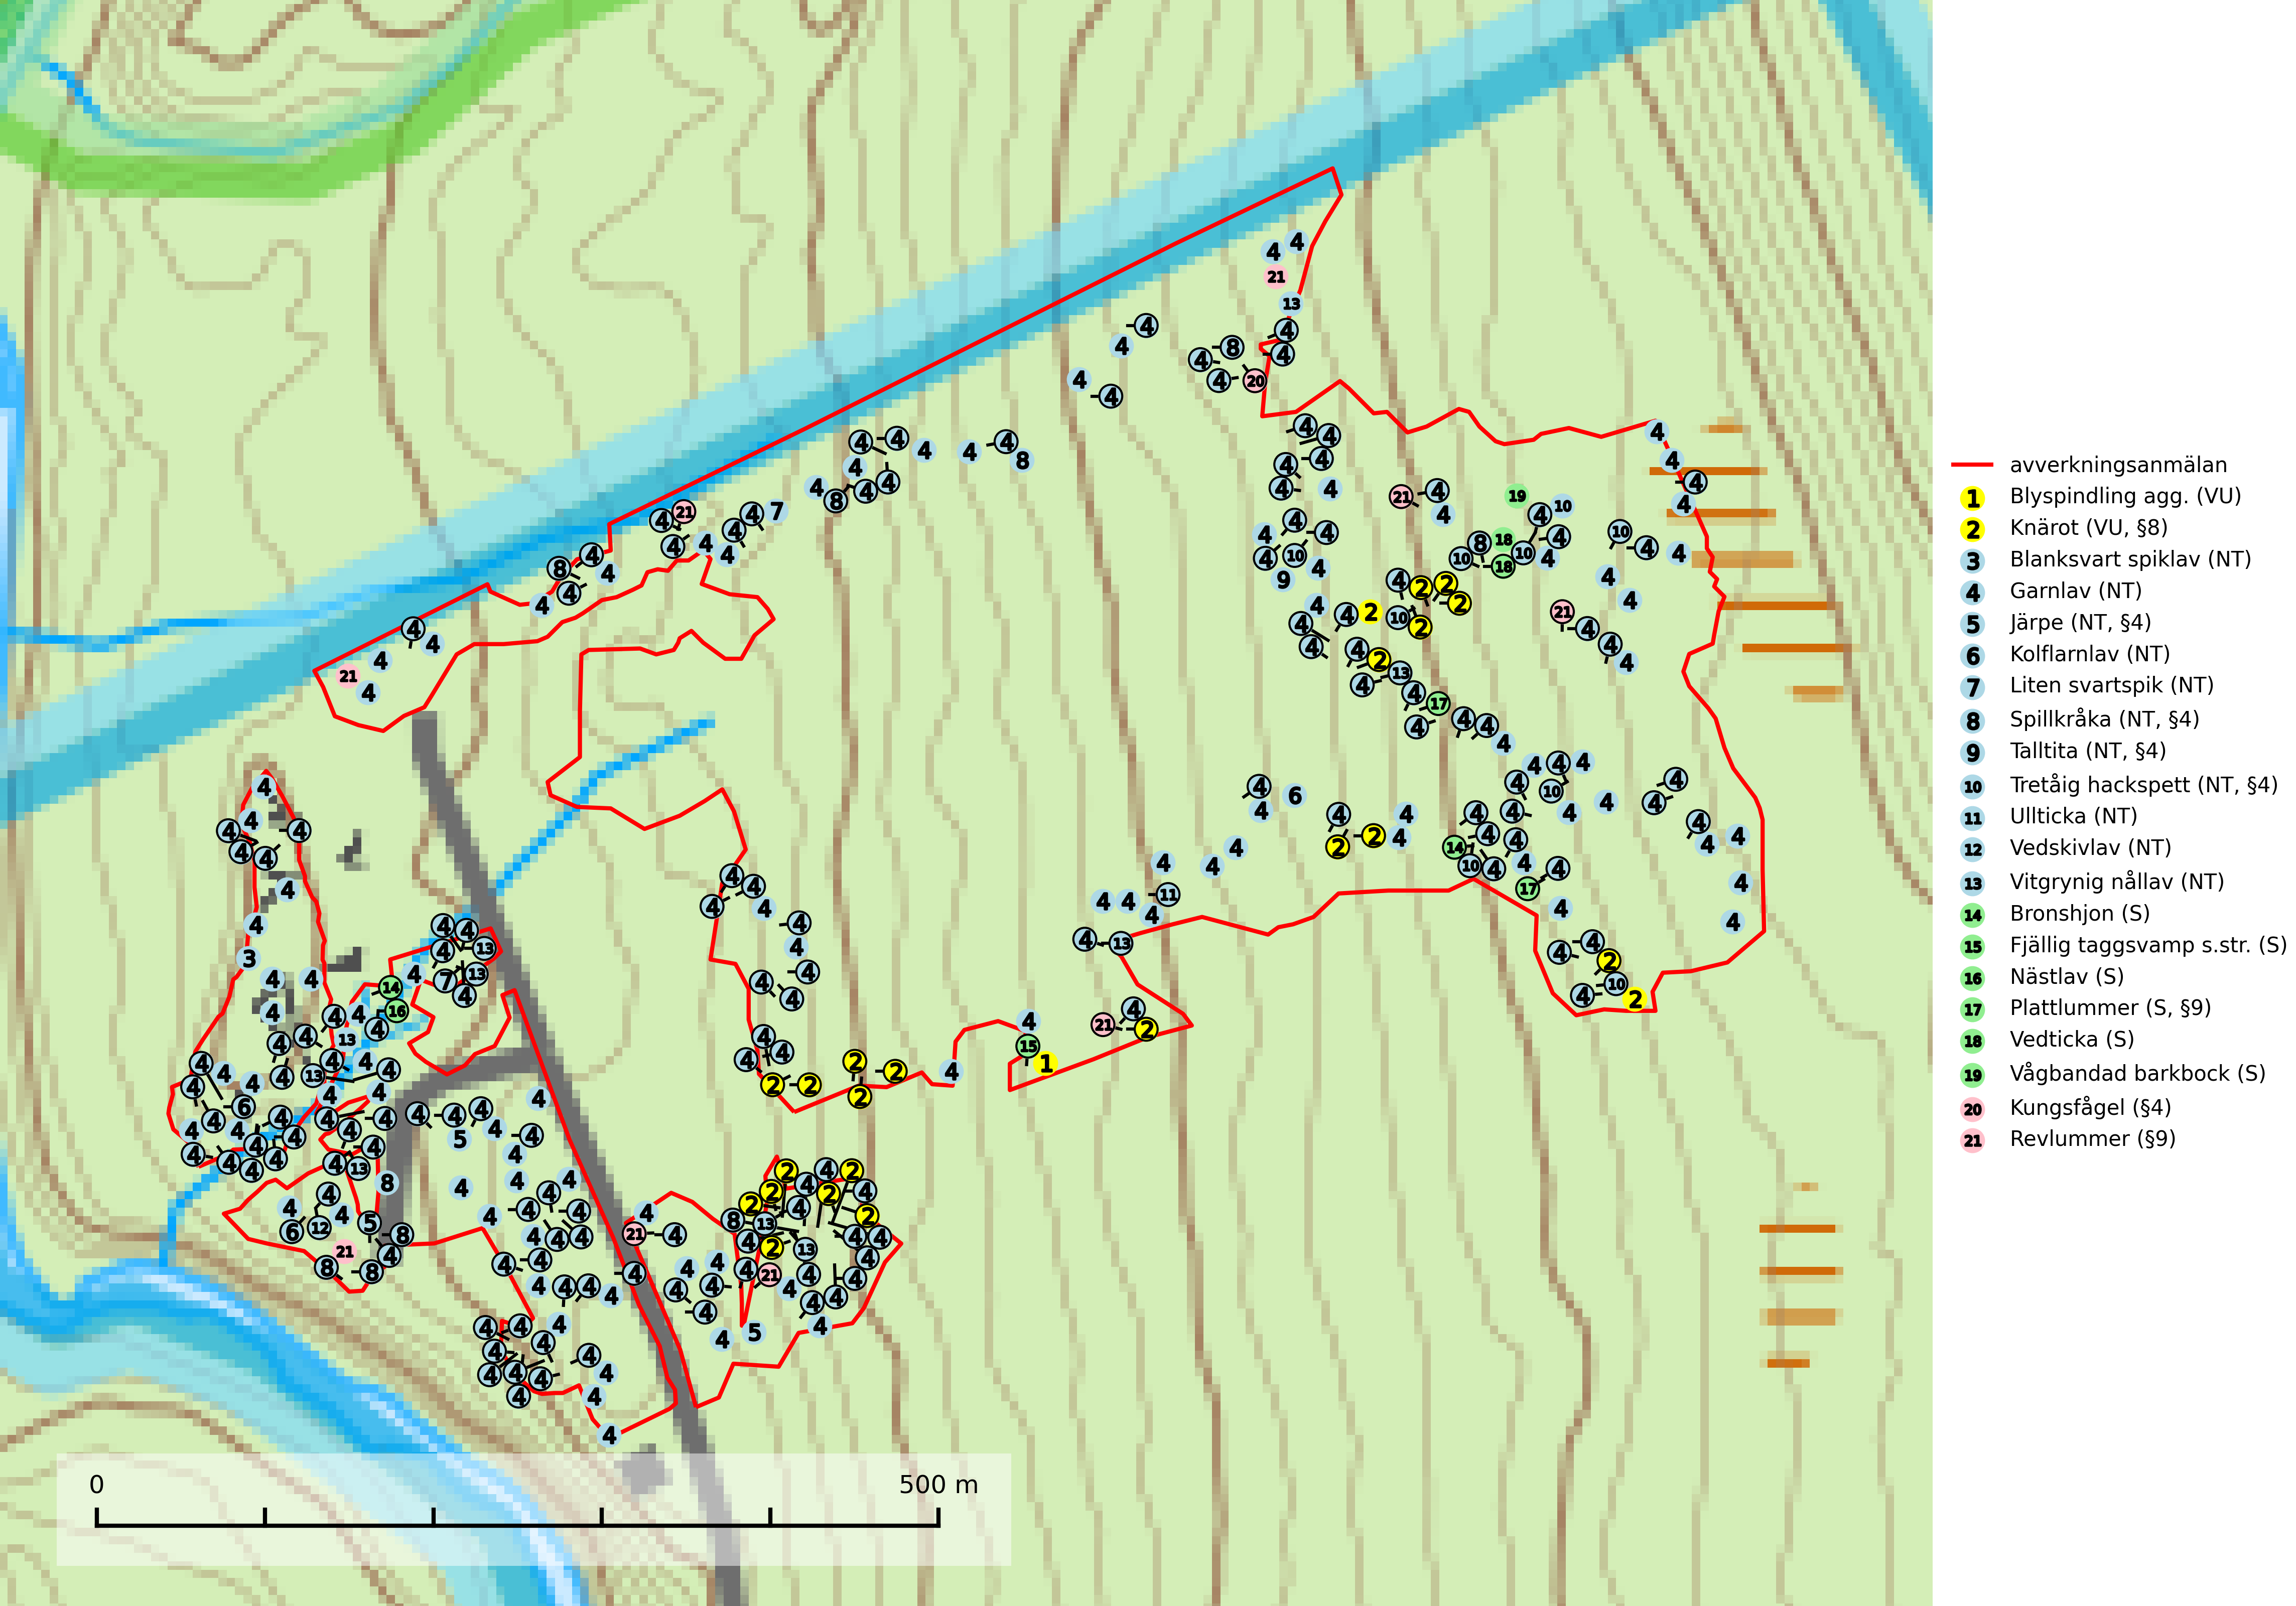 avverkningsanmälan
1 Blyspindling agg. (VU)
2 Knärot (VU, §8)
3 Blanksvart spiklav (NT)
4 Garnlav (NT)
5 Järpe (NT, §4)
6 Kolflarnlav (NT)
7 Liten svartspik (NT)
8 Spillkråka (NT, §4)
9 Talltita (NT, §4)
10 Tretåig hackspett (NT, §4)
11 Ullticka (NT)
12 Vedskivlav (NT)
13 Vitgrynig nållav (NT)
14 Bronshjon (S)
15 Fjällig taggsvamp s.str. (S)
16 Nästlav (S)
17 Plattlummer (S, §9)
18 Vedticka (S)
19 Vågbandad barkbock (S)
20 Kungsfågel (§4)
21 Revlummer (§9)
0 500 m